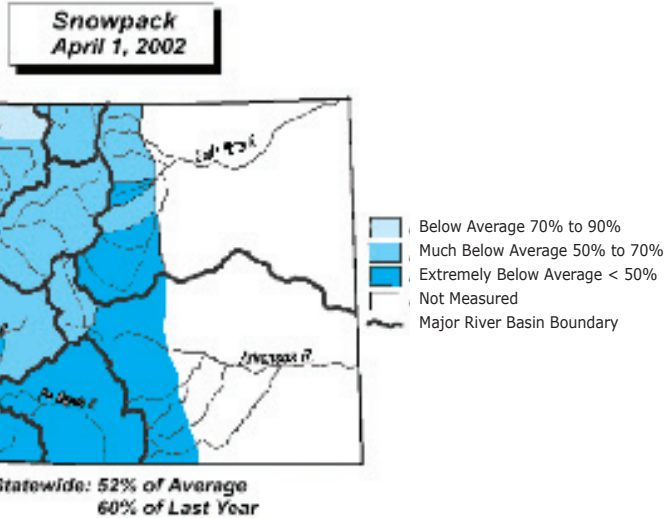 Snowpack
April 1, 2002
Below Average 70% to 90%
Much Below Average 50% to 70%
Extremely Below Average < 50%
Not Measured
Major River Basin Boundary
Arkansas R.
Statewide: 52% of Average
60% of Last Year